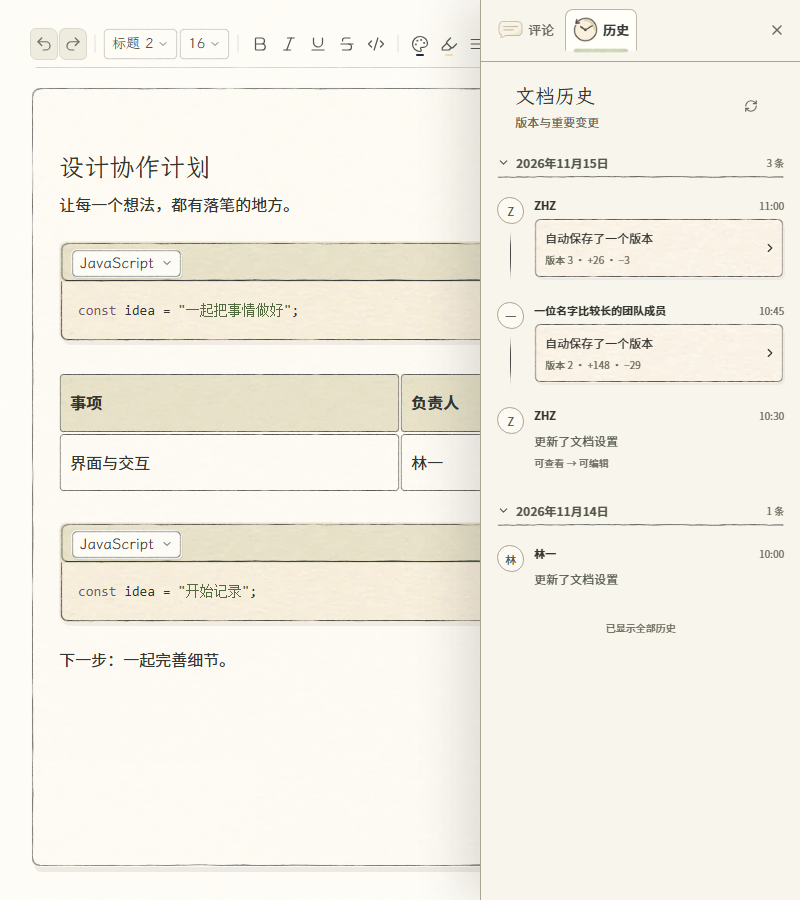 标题 2
16
评论
历史
设计协作计划
让每一个想法，都有落笔的地方。
JavaScript
const idea = "一起把事情做好";
事项
负责人
界面与交互
林一
JavaScript
const idea = "开始记录";
下一步：一起完善细节。
文档历史
版本与重要变更
2026年11月15日
3 条
Z
ZHZ
11:00
自动保存了一个版本
版本 3 · +26 · −3
一
一位名字比较长的团队成员
10:45
自动保存了一个版本
版本 2 · +148 · −29
Z
ZHZ
10:30
更新了文档设置
可查看 → 可编辑
2026年11月14日
1 条
林
林一
10:00
更新了文档设置
已显示全部历史